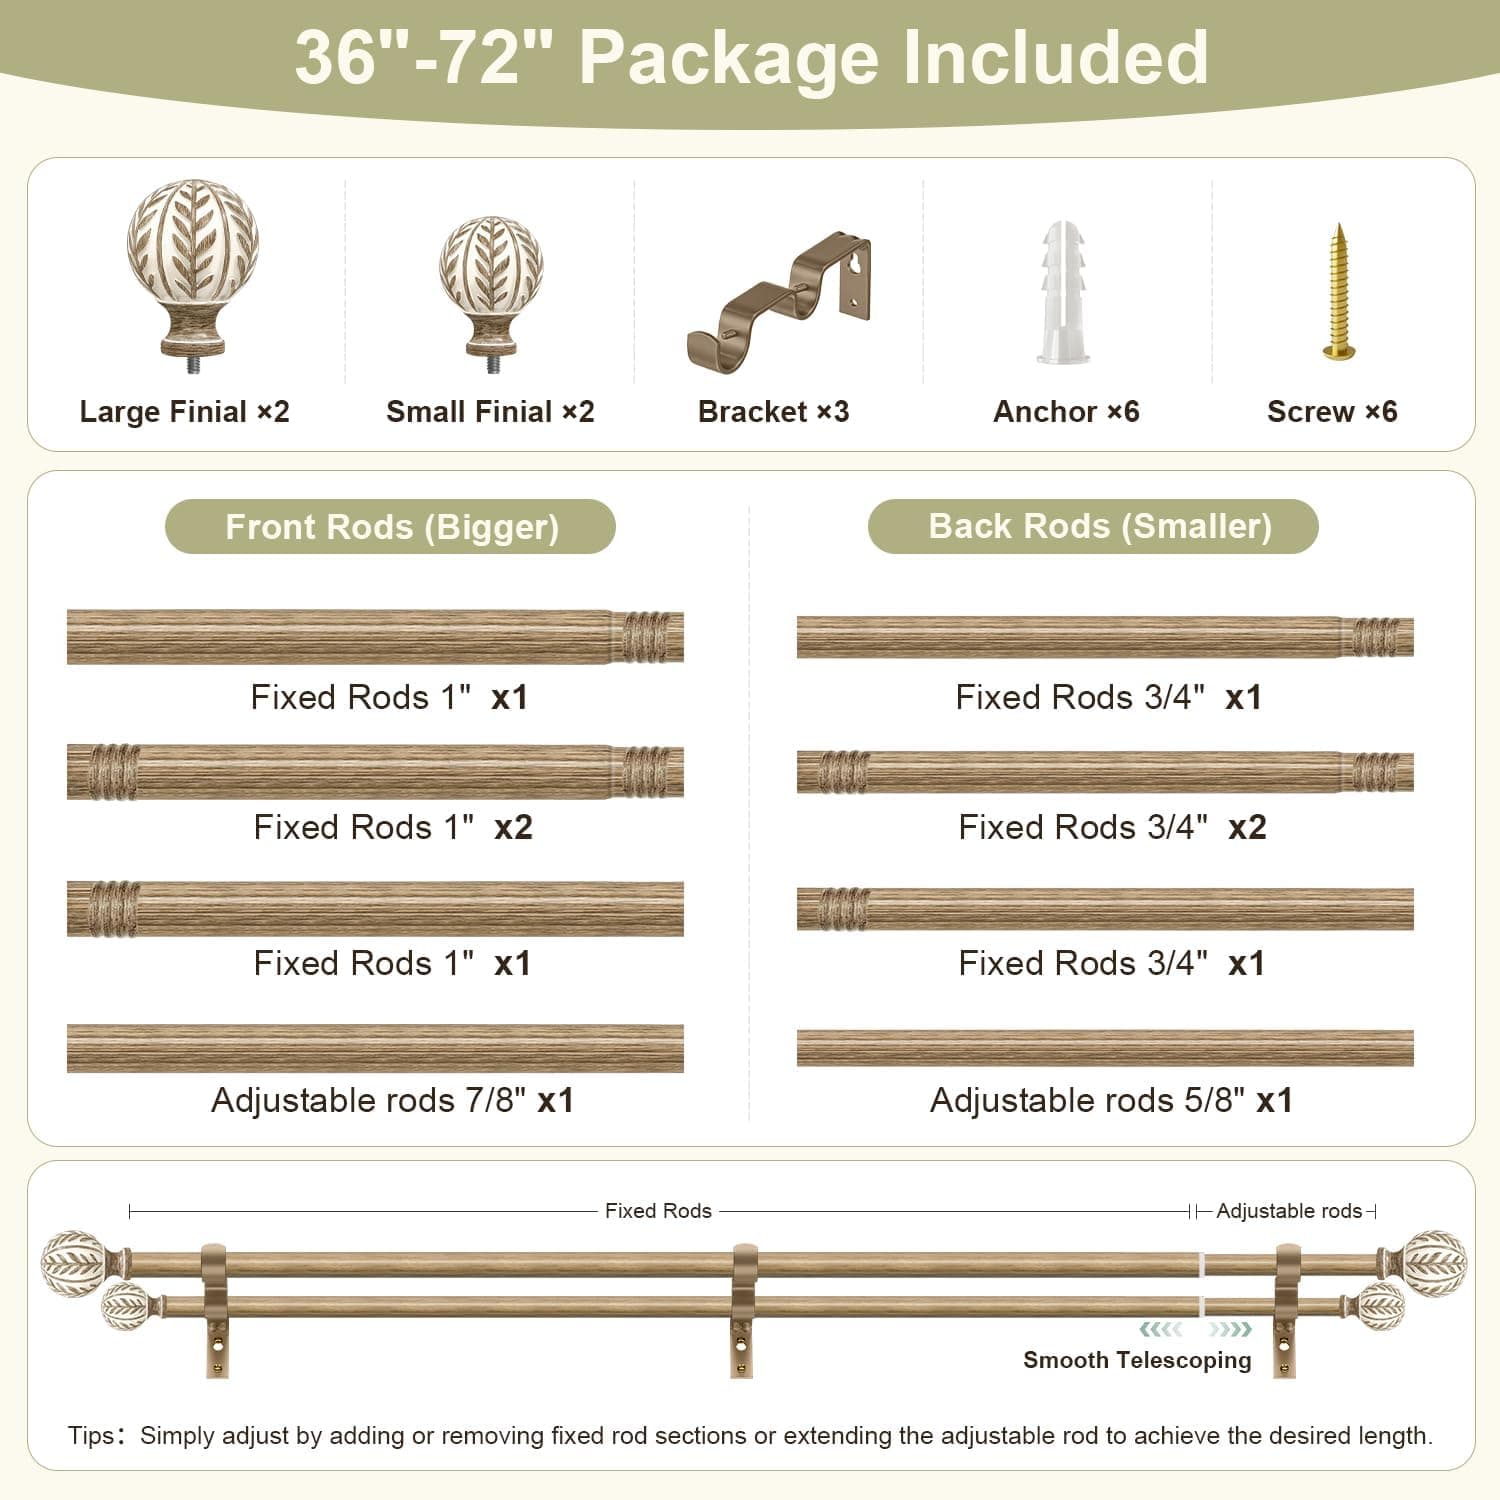 36"-72" Package Included
Large Finial ×2
Small Finial ×2
Bracket ×3
Anchor ×6
Screw ×6
Front Rods (Bigger)
Fixed Rods 1" x1
Fixed Rods 1" x2
Fixed Rods 1" x1
Adjustable rods 7/8" x1
Back Rods (Smaller)
Fixed Rods 3/4" x1
Fixed Rods 3/4" x2
Fixed Rods 3/4" x1
Adjustable rods 5/8" x1
Fixed Rods
Adjustable rods
Smooth Telescoping
Tips：Simply adjust by adding or removing fixed rod sections or extending the adjustable rod to achieve the desired length.